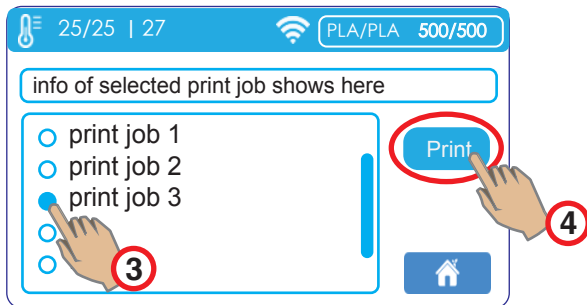 25/25 | 27 PLA/PLA 500/500
info of selected print job shows here
print job 1
print job 2
print job 3
Print
3
4